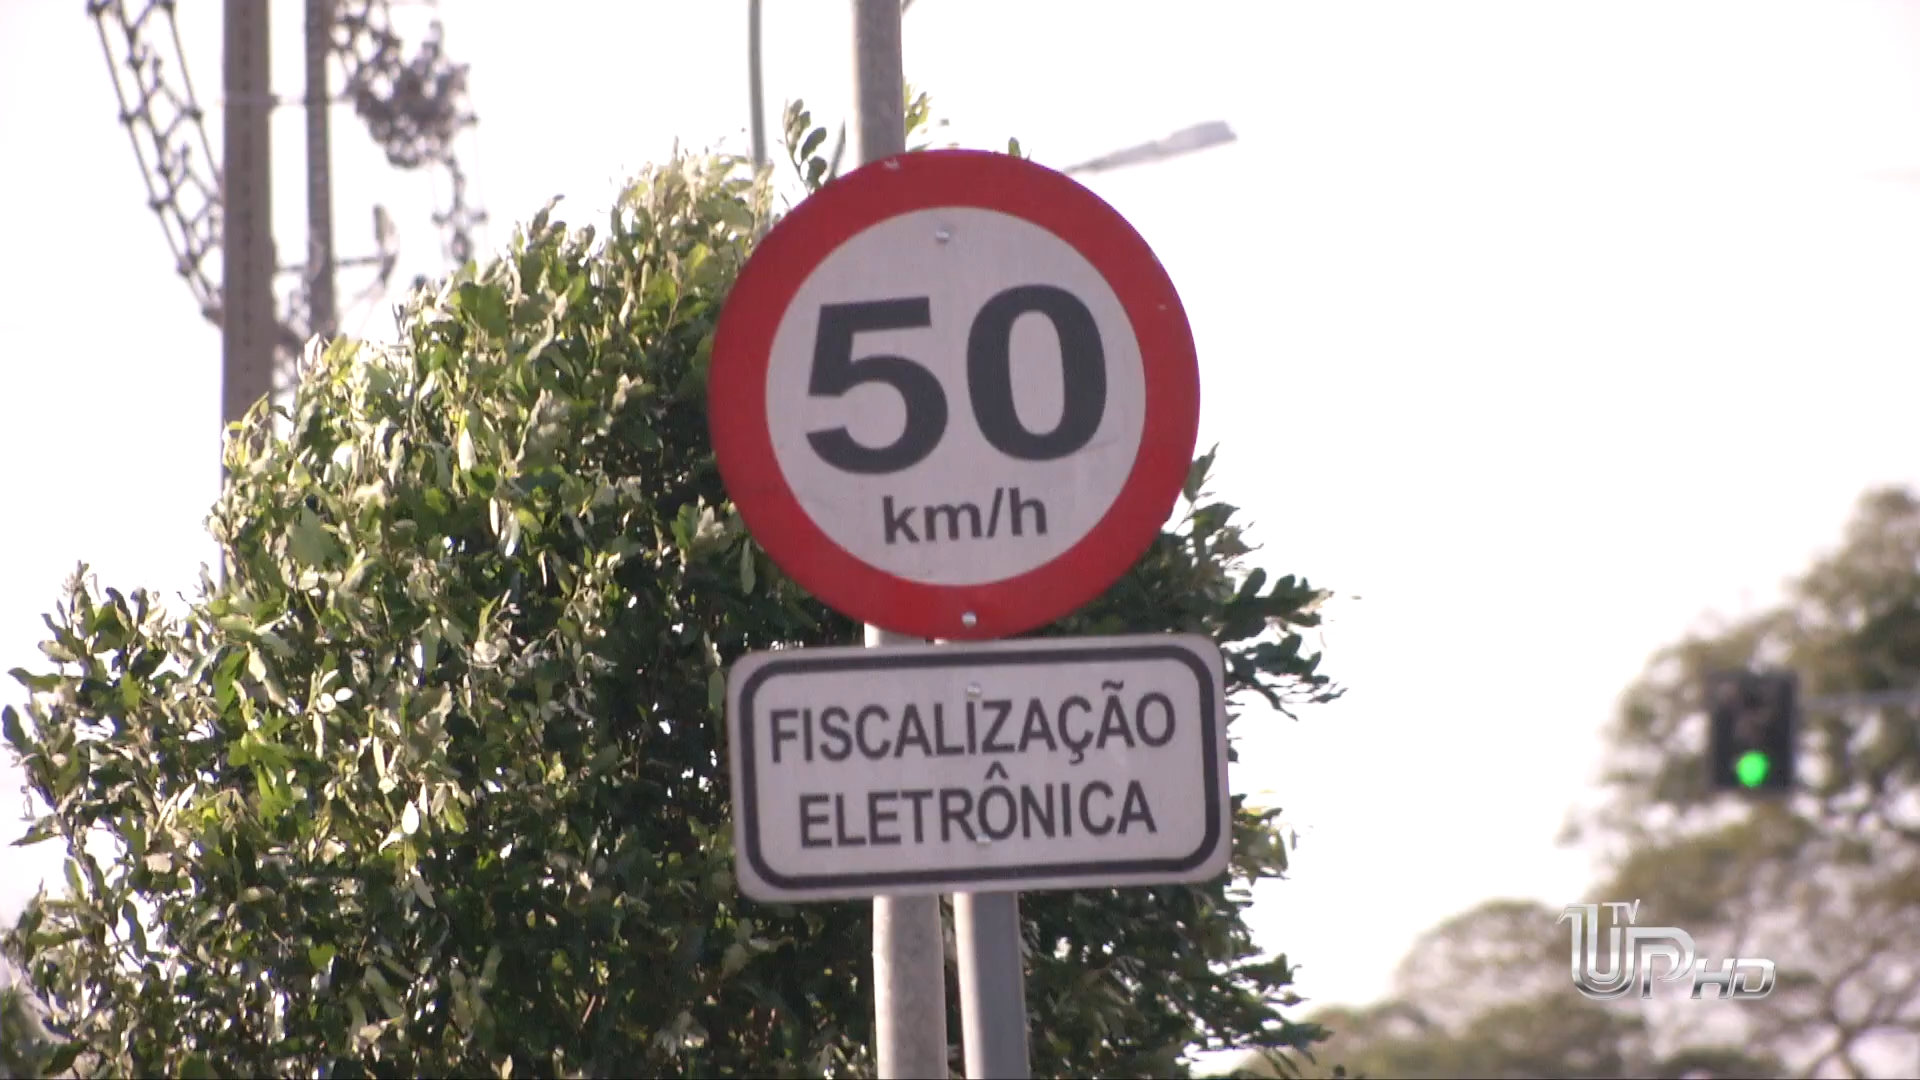 50
km/h
FISCALIZAÇÃO
ELETRÔNICA
TV
UP HD